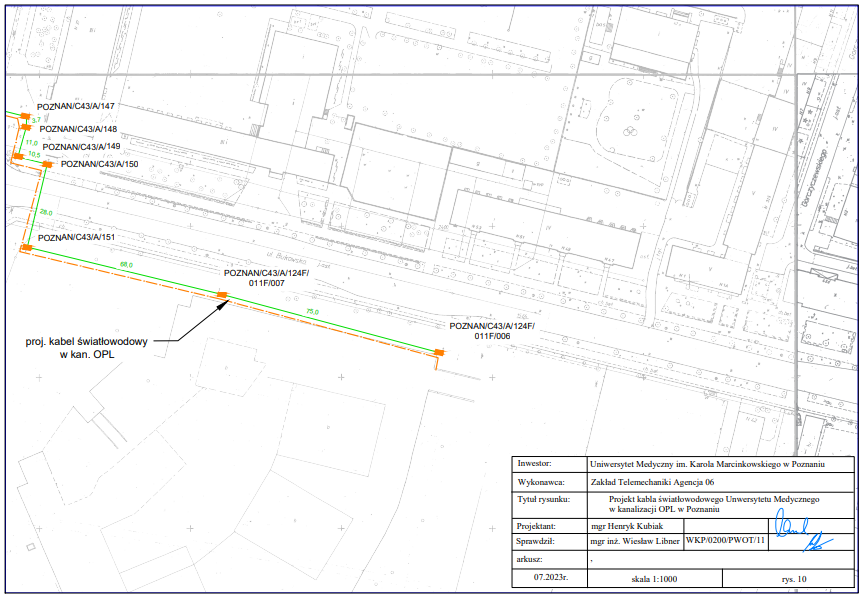 POZNAN/C43/A/147
3,7
POZNAN/C43/A/148
11,0
POZNAN/C43/A/149
10,5
POZNAN/C43/A/150
28,0
POZNAN/C43/A/151
68,0
POZNAN/C43/A/124F/
011F/007
75,0
POZNAN/C43/A/124F/
011F/006
proj. kabel światłowodowy
w kan. OPL
Inwestor: Uniwersytet Medyczny im. Karola Marcinkowskiego w Poznaniu
Wykonawca: Zakład Telemechaniki Agencja 06
Tytuł rysunku: Projekt kabla światłowodowego Unwersytetu Medycznego
w kanalizacji OPL w Poznaniu
Projektant: mgr Henryk Kubiak
Sprawdził: mgr inż. Wiesław Libner WKP/0200/PWOT/11
arkusz: ,
07.2023r. skala 1:1000 rys. 10